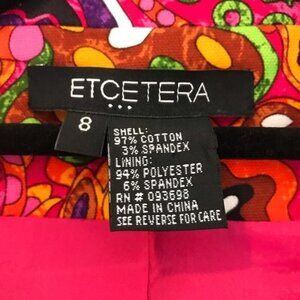 ETCETERA
8
SHELL:
97% COTTON
3% SPANDEX
LINING:
94% POLYESTER
6% SPANDEX
RN # 093698
MADE IN CHINA
SEE REVERSE FOR CARE